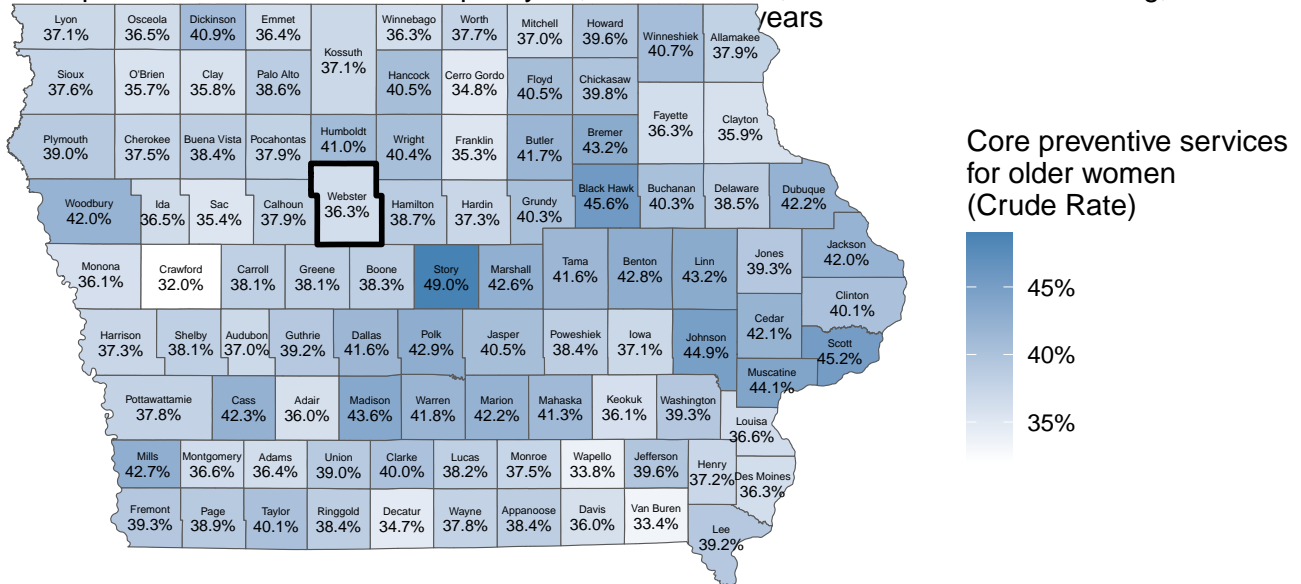 years
Lyon
37.1%
Osceola
36.5%
Dickinson
40.9%
Emmet
36.4%
Kossuth
37.1%
Winnebago
36.3%
Worth
37.7%
Mitchell
37.0%
Howard
39.6%
Winneshiek
40.7%
Allamakee
37.9%
Sioux
37.6%
O'Brien
35.7%
Clay
35.8%
Palo Alto
38.6%
Hancock
40.5%
Cerro Gordo
34.8%
Floyd
40.5%
Chickasaw
39.8%
Fayette
36.3%
Clayton
35.9%
Plymouth
39.0%
Cherokee
37.5%
Buena Vista
38.4%
Pocahontas
37.9%
Humboldt
41.0%
Wright
40.4%
Franklin
35.3%
Butler
41.7%
Bremer
43.2%
Woodbury
42.0%
Ida
36.5%
Sac
35.4%
Calhoun
37.9%
Webster
36.3%
Hamilton
38.7%
Hardin
37.3%
Grundy
40.3%
Black Hawk
45.6%
Buchanan
40.3%
Delaware
38.5%
Dubuque
42.2%
Monona
36.1%
Crawford
32.0%
Carroll
38.1%
Greene
38.1%
Boone
38.3%
Story
49.0%
Marshall
42.6%
Tama
41.6%
Benton
42.8%
Linn
43.2%
Jones
39.3%
Jackson
42.0%
Clinton
40.1%
Harrison
37.3%
Shelby
38.1%
Audubon
37.0%
Guthrie
39.2%
Dallas
41.6%
Polk
42.9%
Jasper
40.5%
Poweshiek
38.4%
Iowa
37.1%
Johnson
44.9%
Cedar
42.1%
Scott
45.2%
Muscatine
44.1%
Pottawattamie
37.8%
Cass
42.3%
Adair
36.0%
Madison
43.6%
Warren
41.8%
Marion
42.2%
Mahaska
41.3%
Keokuk
36.1%
Washington
39.3%
Louisa
36.6%
Mills
42.7%
Montgomery
36.6%
Adams
36.4%
Union
39.0%
Clarke
40.0%
Lucas
38.2%
Monroe
37.5%
Wapello
33.8%
Jefferson
39.6%
Henry
37.2%
Des Moines
36.3%
Fremont
39.3%
Page
38.9%
Taylor
40.1%
Ringgold
38.4%
Decatur
34.7%
Wayne
37.8%
Appanoose
38.4%
Davis
36.0%
Van Buren
33.4%
Lee
39.2%
Core preventive services
for older women
(Crude Rate)
45%
40%
35%